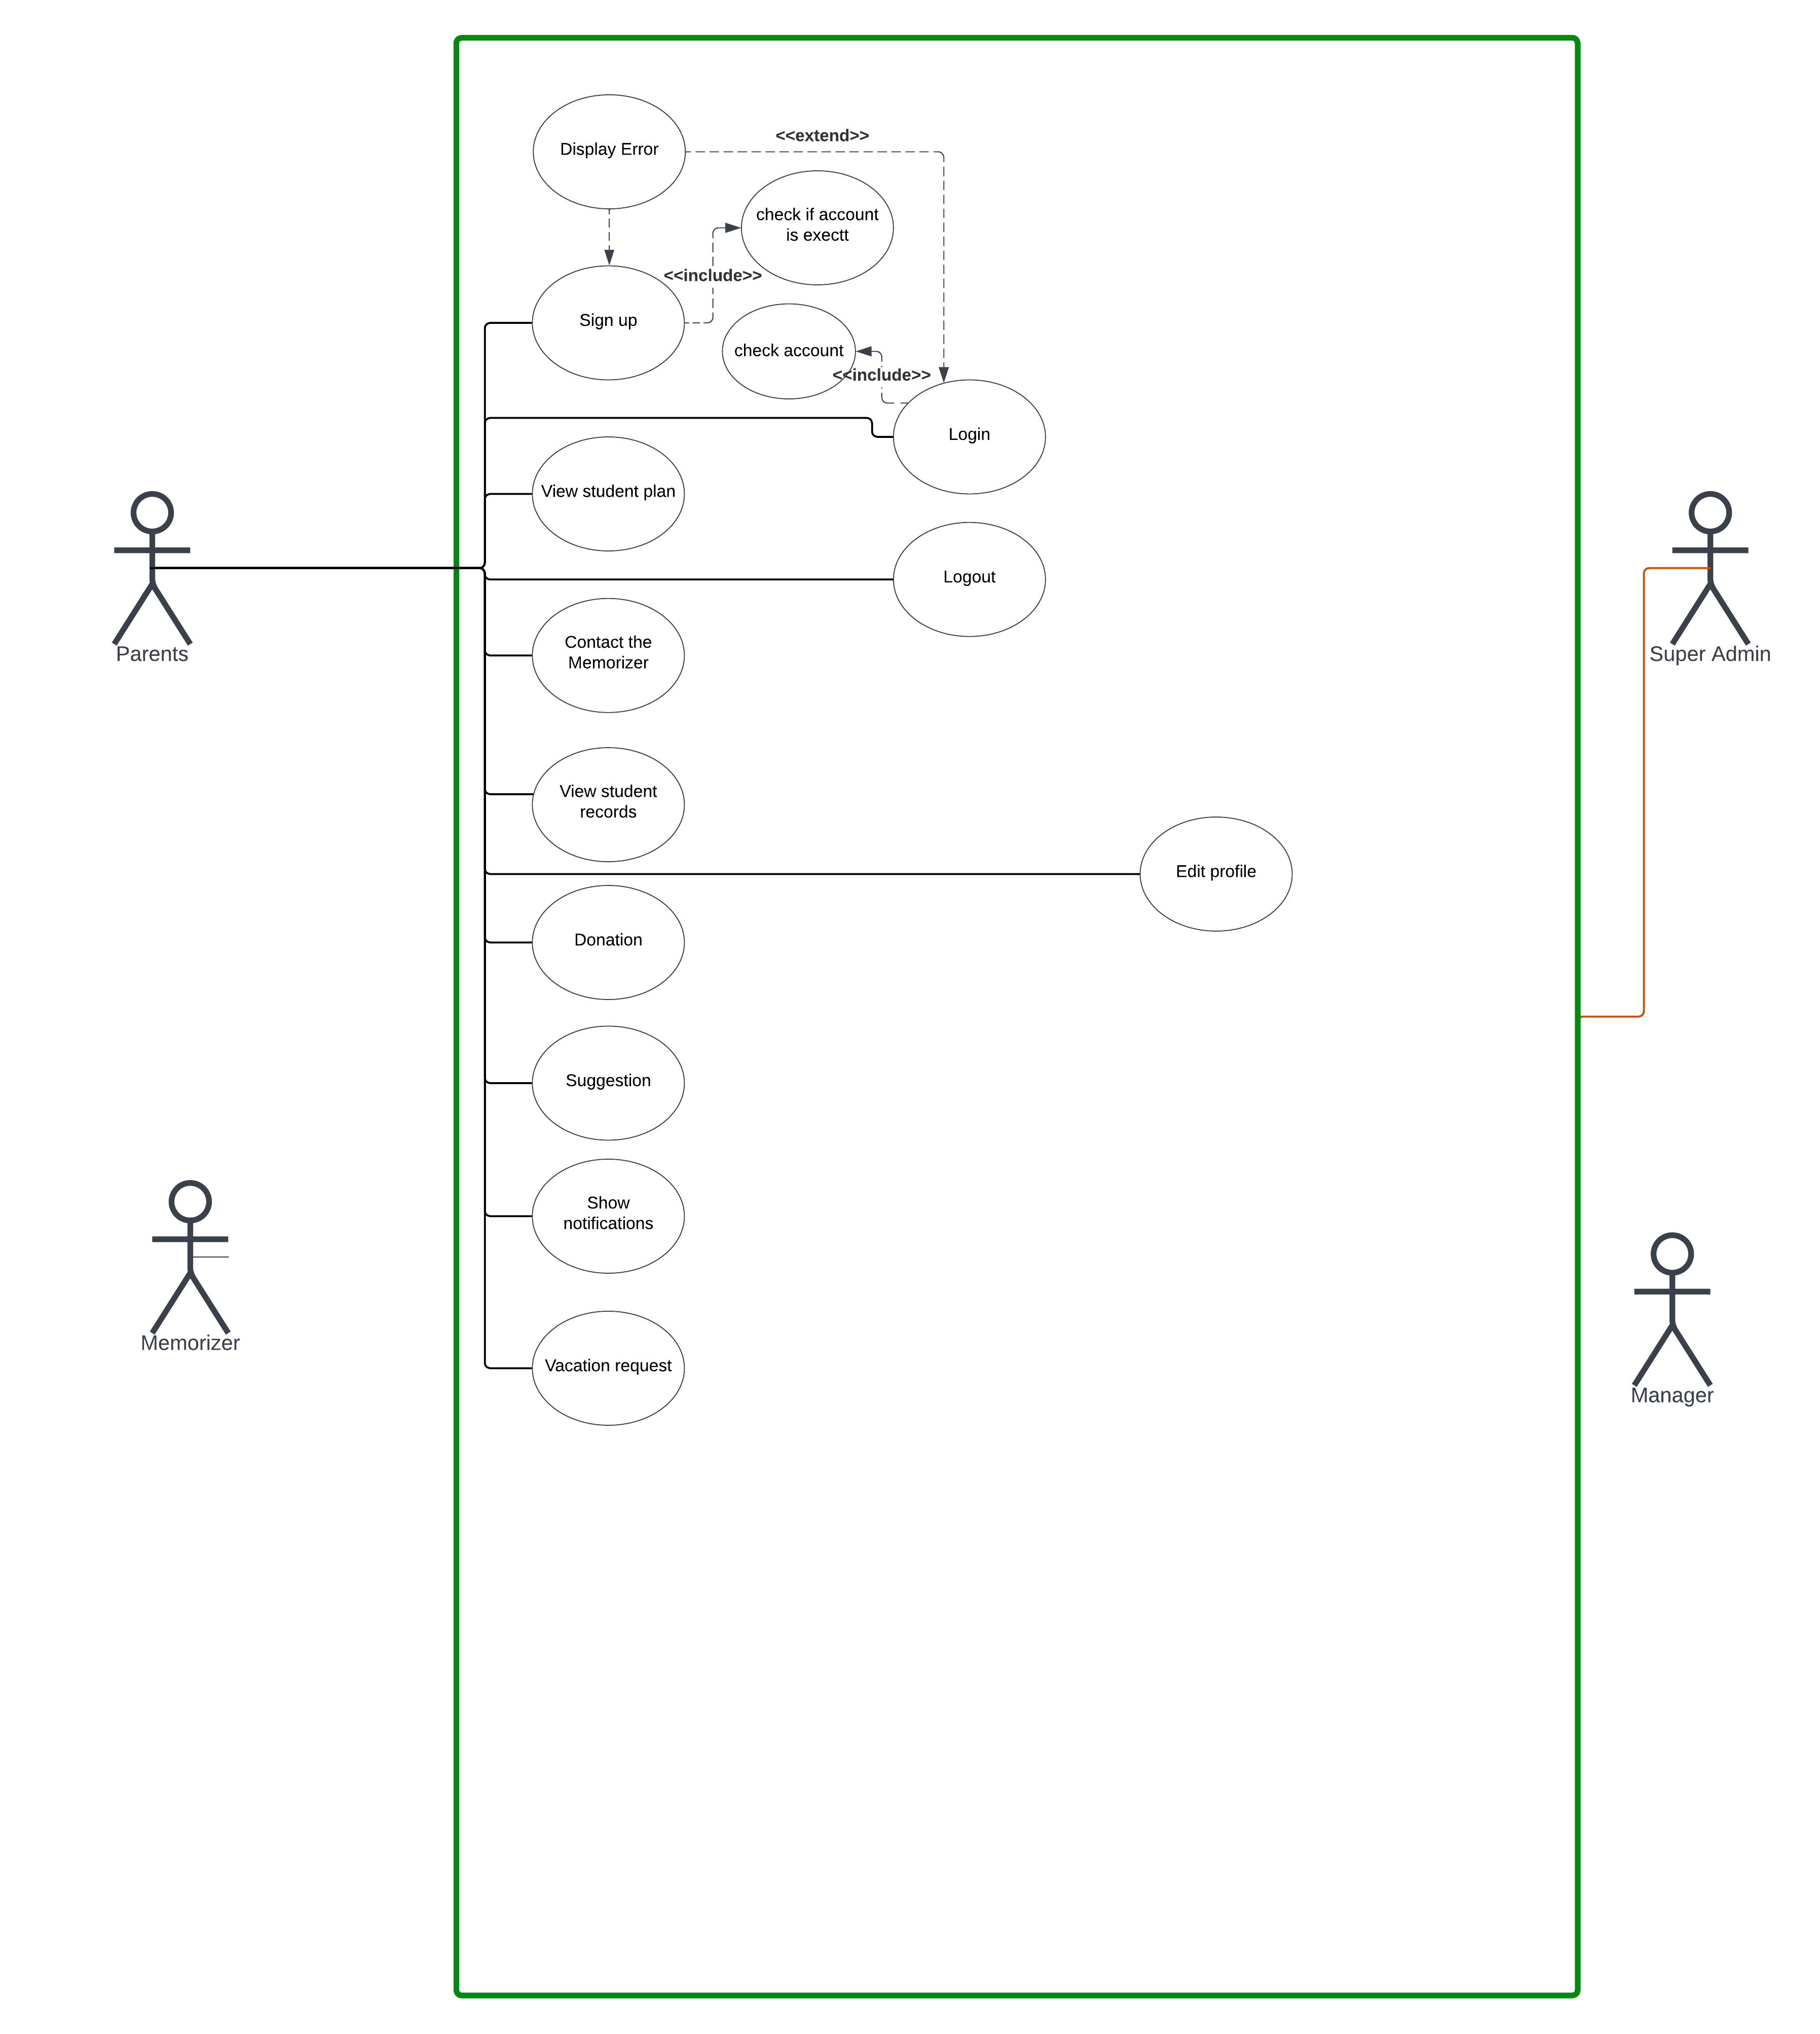 Display Error
<<extend>>
check if account
is exectt
<<include>>
Sign up
check account
<<include>>
Login
View student plan
Logout
Parents
Super Admin
Contact the
Memorizer
View student
records
Edit profile
Donation
Suggestion
Show
notifications
Memorizer
Vacation request
Manager